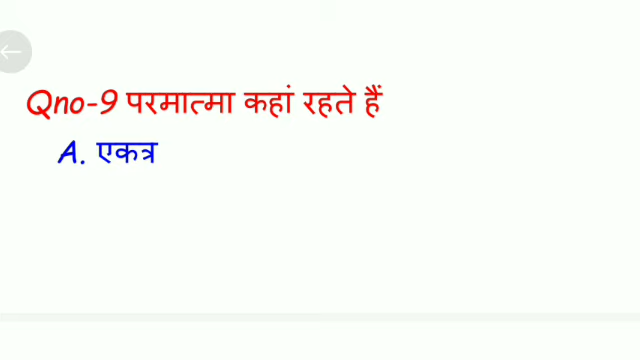 Qno-9 परमात्मा कहां रहते हैं
A. एकत्र